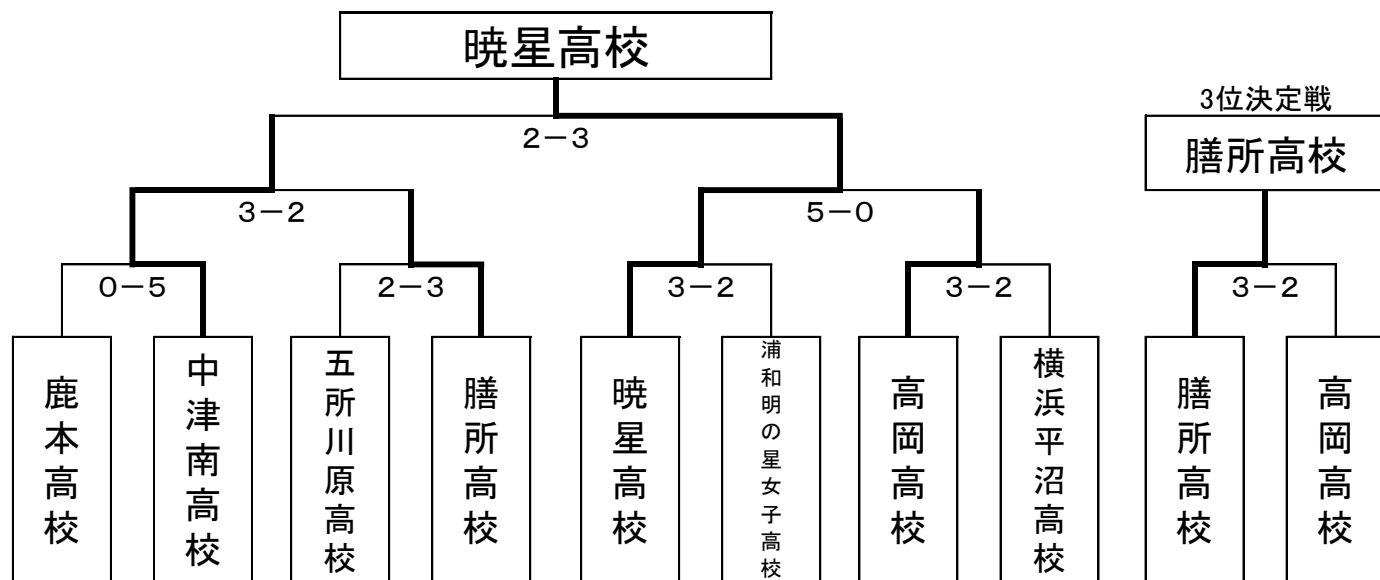 暁星高校
3位決定戦
膳所高校
２－３
３－２
５－０
０－５
２－３
３－２
３－２
３－２
鹿本高校
中津南高校
五所川原高校
膳所高校
暁星高校
浦和明の星女子高校
高岡高校
横浜平沼高校
膳所高校
高岡高校